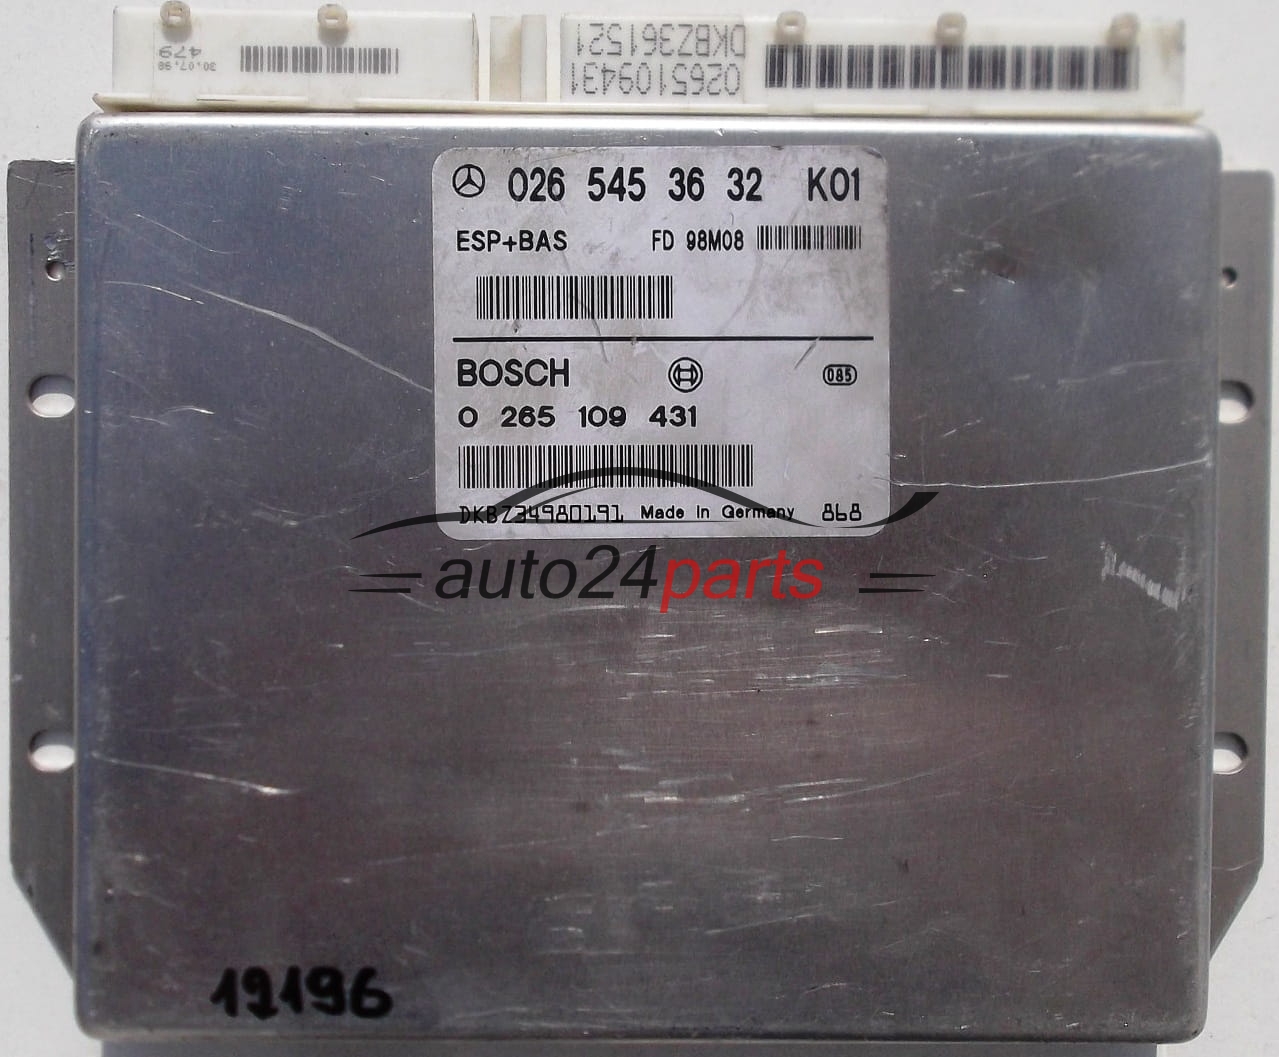 30.07.98
479
DKBZ361521
0265109431
026 545 36 32 K01
ESP+BAS FD 98M08
BOSCH
085
0 265 109 431
DKBZ34980191 Made in Germany 868
auto24parts
12196